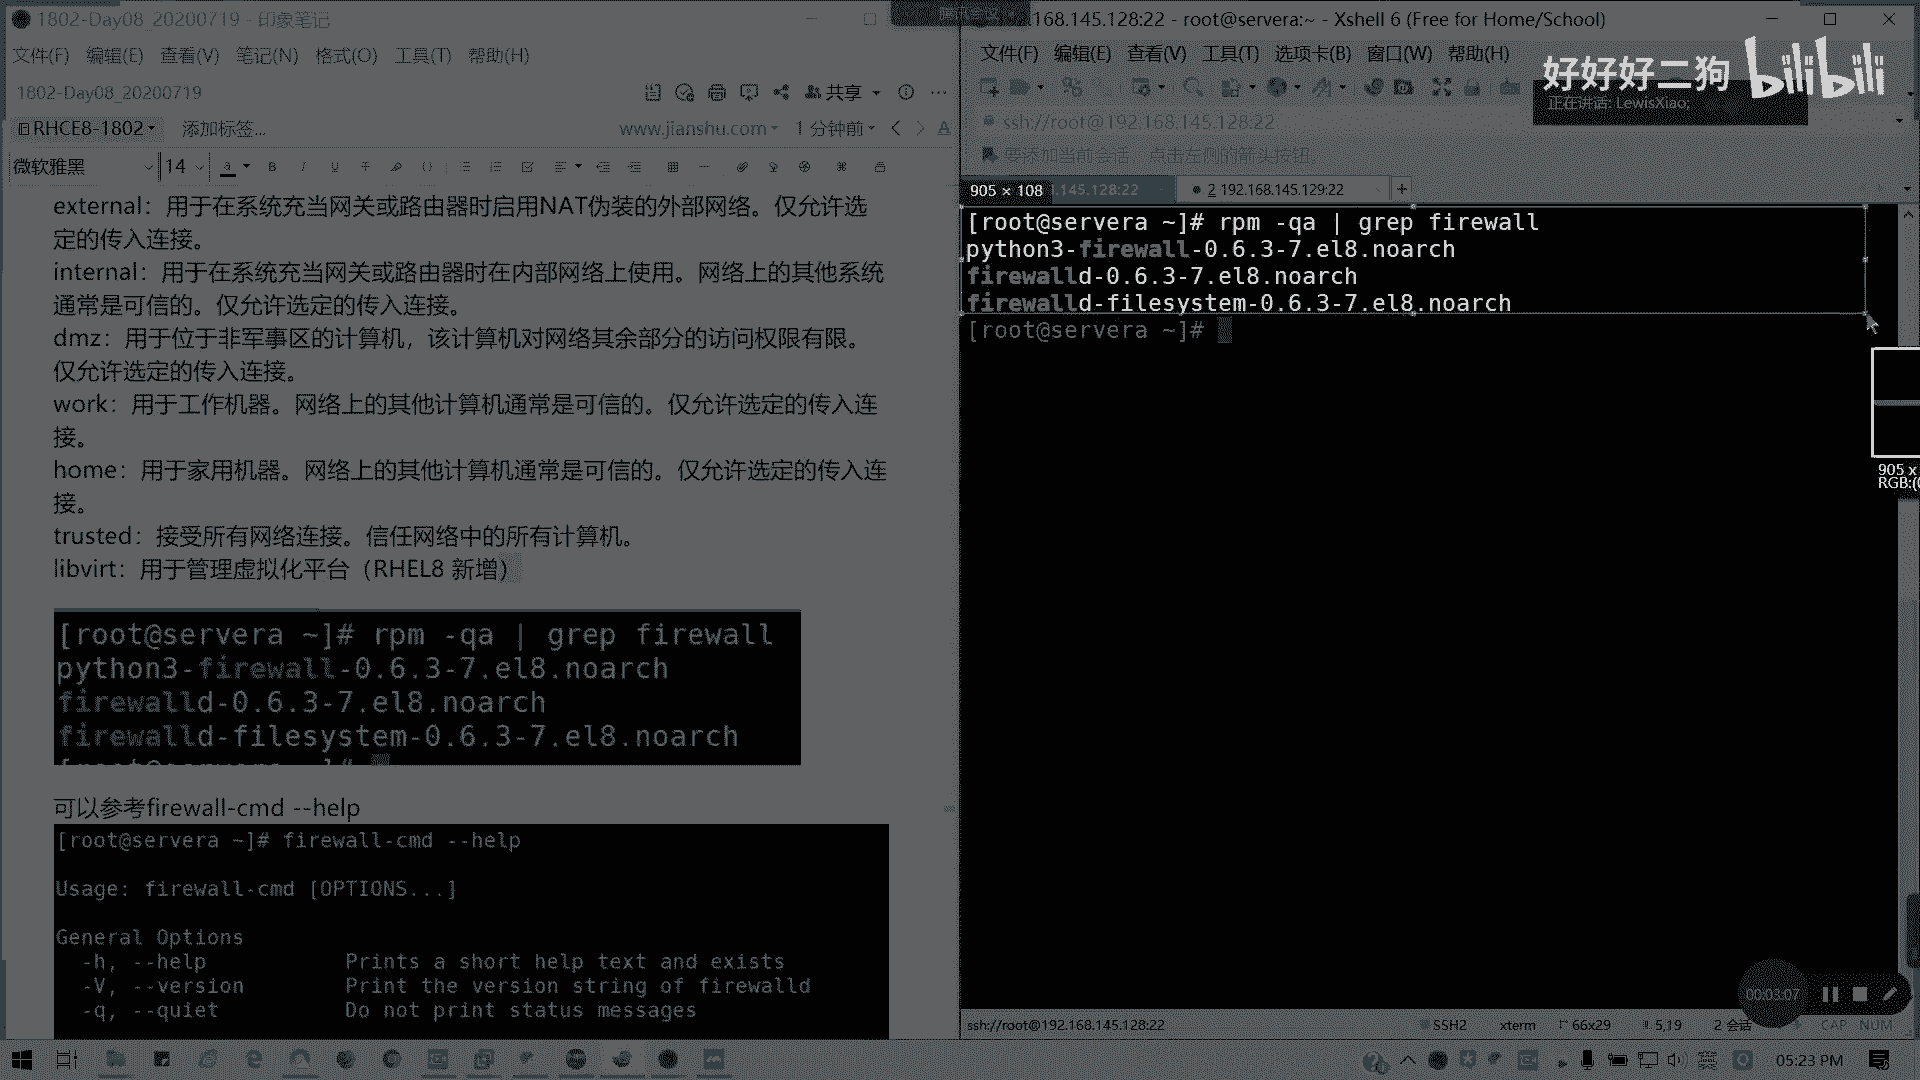 1802-Day08_20200719 - 印象笔记
文件(F) 编辑(E) 查看(V) 笔记(N) 格式(O) 工具(T) 帮助(H)
1802-Day08_20200719
共享
RHCE8-1802 添加标签...
www.jianshu.com 1 分钟前
微软雅黑 14
external：用于在系统充当网关或路由器时启用NAT伪装的外部网络。仅允许选
定的传入连接。
internal：用于在系统充当网关或路由器时在内部网络上使用。网络上的其他系统
通常是可信的。仅允许选定的传入连接。
dmz：用于位于非军事区的计算机，该计算机对网络其余部分的访问权限有限。
仅允许选定的传入连接。
work：用于工作机器。网络上的其他计算机通常是可信的。仅允许选定的传入连
接。
home：用于家用机器。网络上的其他计算机通常是可信的。仅允许选定的传入连
接。
trusted：接受所有网络连接。信任网络中的所有计算机。
libvirt：用于管理虚拟化平台（RHEL8 新增）
[root@servera ~]# rpm -qa | grep firewall
python3-firewall-0.6.3-7.el8.noarch
firewalld-0.6.3-7.el8.noarch
firewalld-filesystem-0.6.3-7.el8.noarch
可以参考firewall-cmd --help
[root@servera ~]# firewall-cmd --help
Usage: firewall-cmd [OPTIONS...]
General Options
-h, --help Prints a short help text and exists
-V, --version Print the version string of firewalld
-q, --quiet Do not print status messages
腾讯会议
168.145.128:22 - root@servera:~ - Xshell 6 (Free for Home/School)
文件(F) 编辑(E) 查看(V) 工具(T) 选项卡(B) 窗口(W) 帮助(H)
好好好二狗 bilibili
正在讲话: LewisXiao;
ssh://root@192.168.145.128:22
要添加当前会话，点击左侧的箭头按钮。
905 × 108 .145.128:22 2 192.168.145.129:22
[root@servera ~]# rpm -qa | grep firewall
python3-firewall-0.6.3-7.el8.noarch
firewalld-0.6.3-7.el8.noarch
firewalld-filesystem-0.6.3-7.el8.noarch
[root@servera ~]#
905 x
RGB:(
00:03:07
ssh://root@192.168.145.128:22 SSH2 xterm 66x29 5,19 2 会话 CAP NUM
05:23 PM